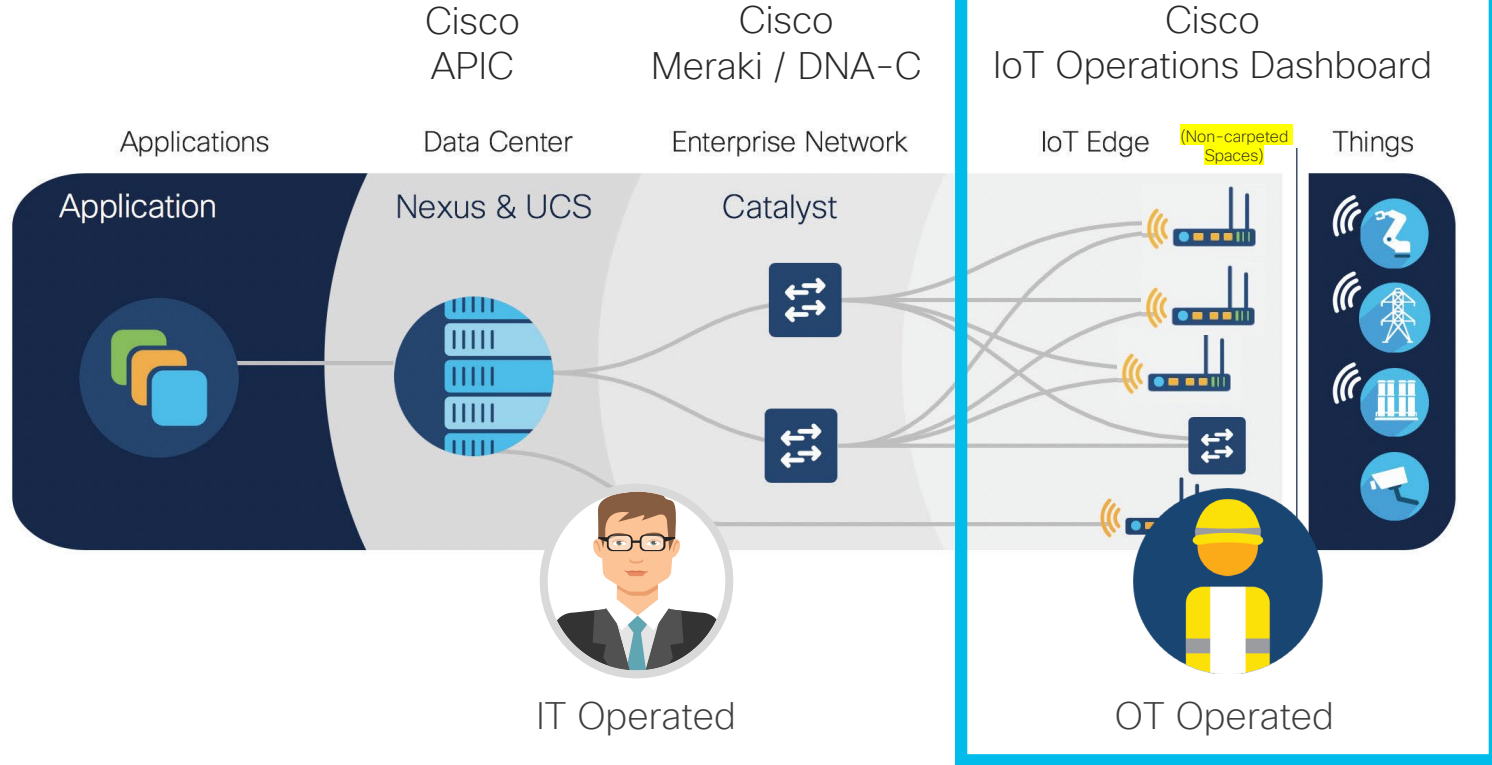 Cisco
APIC
Cisco
Meraki / DNA-C
Cisco
IoT Operations Dashboard
Applications
Data Center
Enterprise Network
IoT Edge
(Non-carpeted
Spaces)
Things
Application
Nexus & UCS
Catalyst
IT Operated
OT Operated